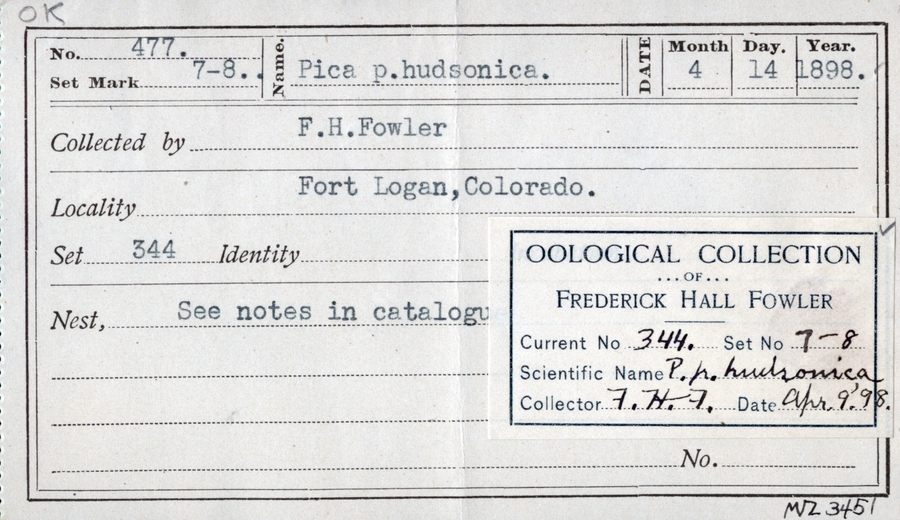 OK
No. 477.
Set Mark 7-8..
Name. Pica p.hudsonica.
DATE
Month Day. Year.
4 14 1898.
Collected by F.H.Fowler
Locality Fort Logan,Colorado.
Set 344 Identity
Nest, See notes in catalogu
No.
OOLOGICAL COLLECTION
...OF...
FREDERICK HALL FOWLER
Current No 344. Set No 7-8
Scientific Name P. p. hudsonica
Collector F.H.F. Date Apr. 9, '98.
MVZ 3451